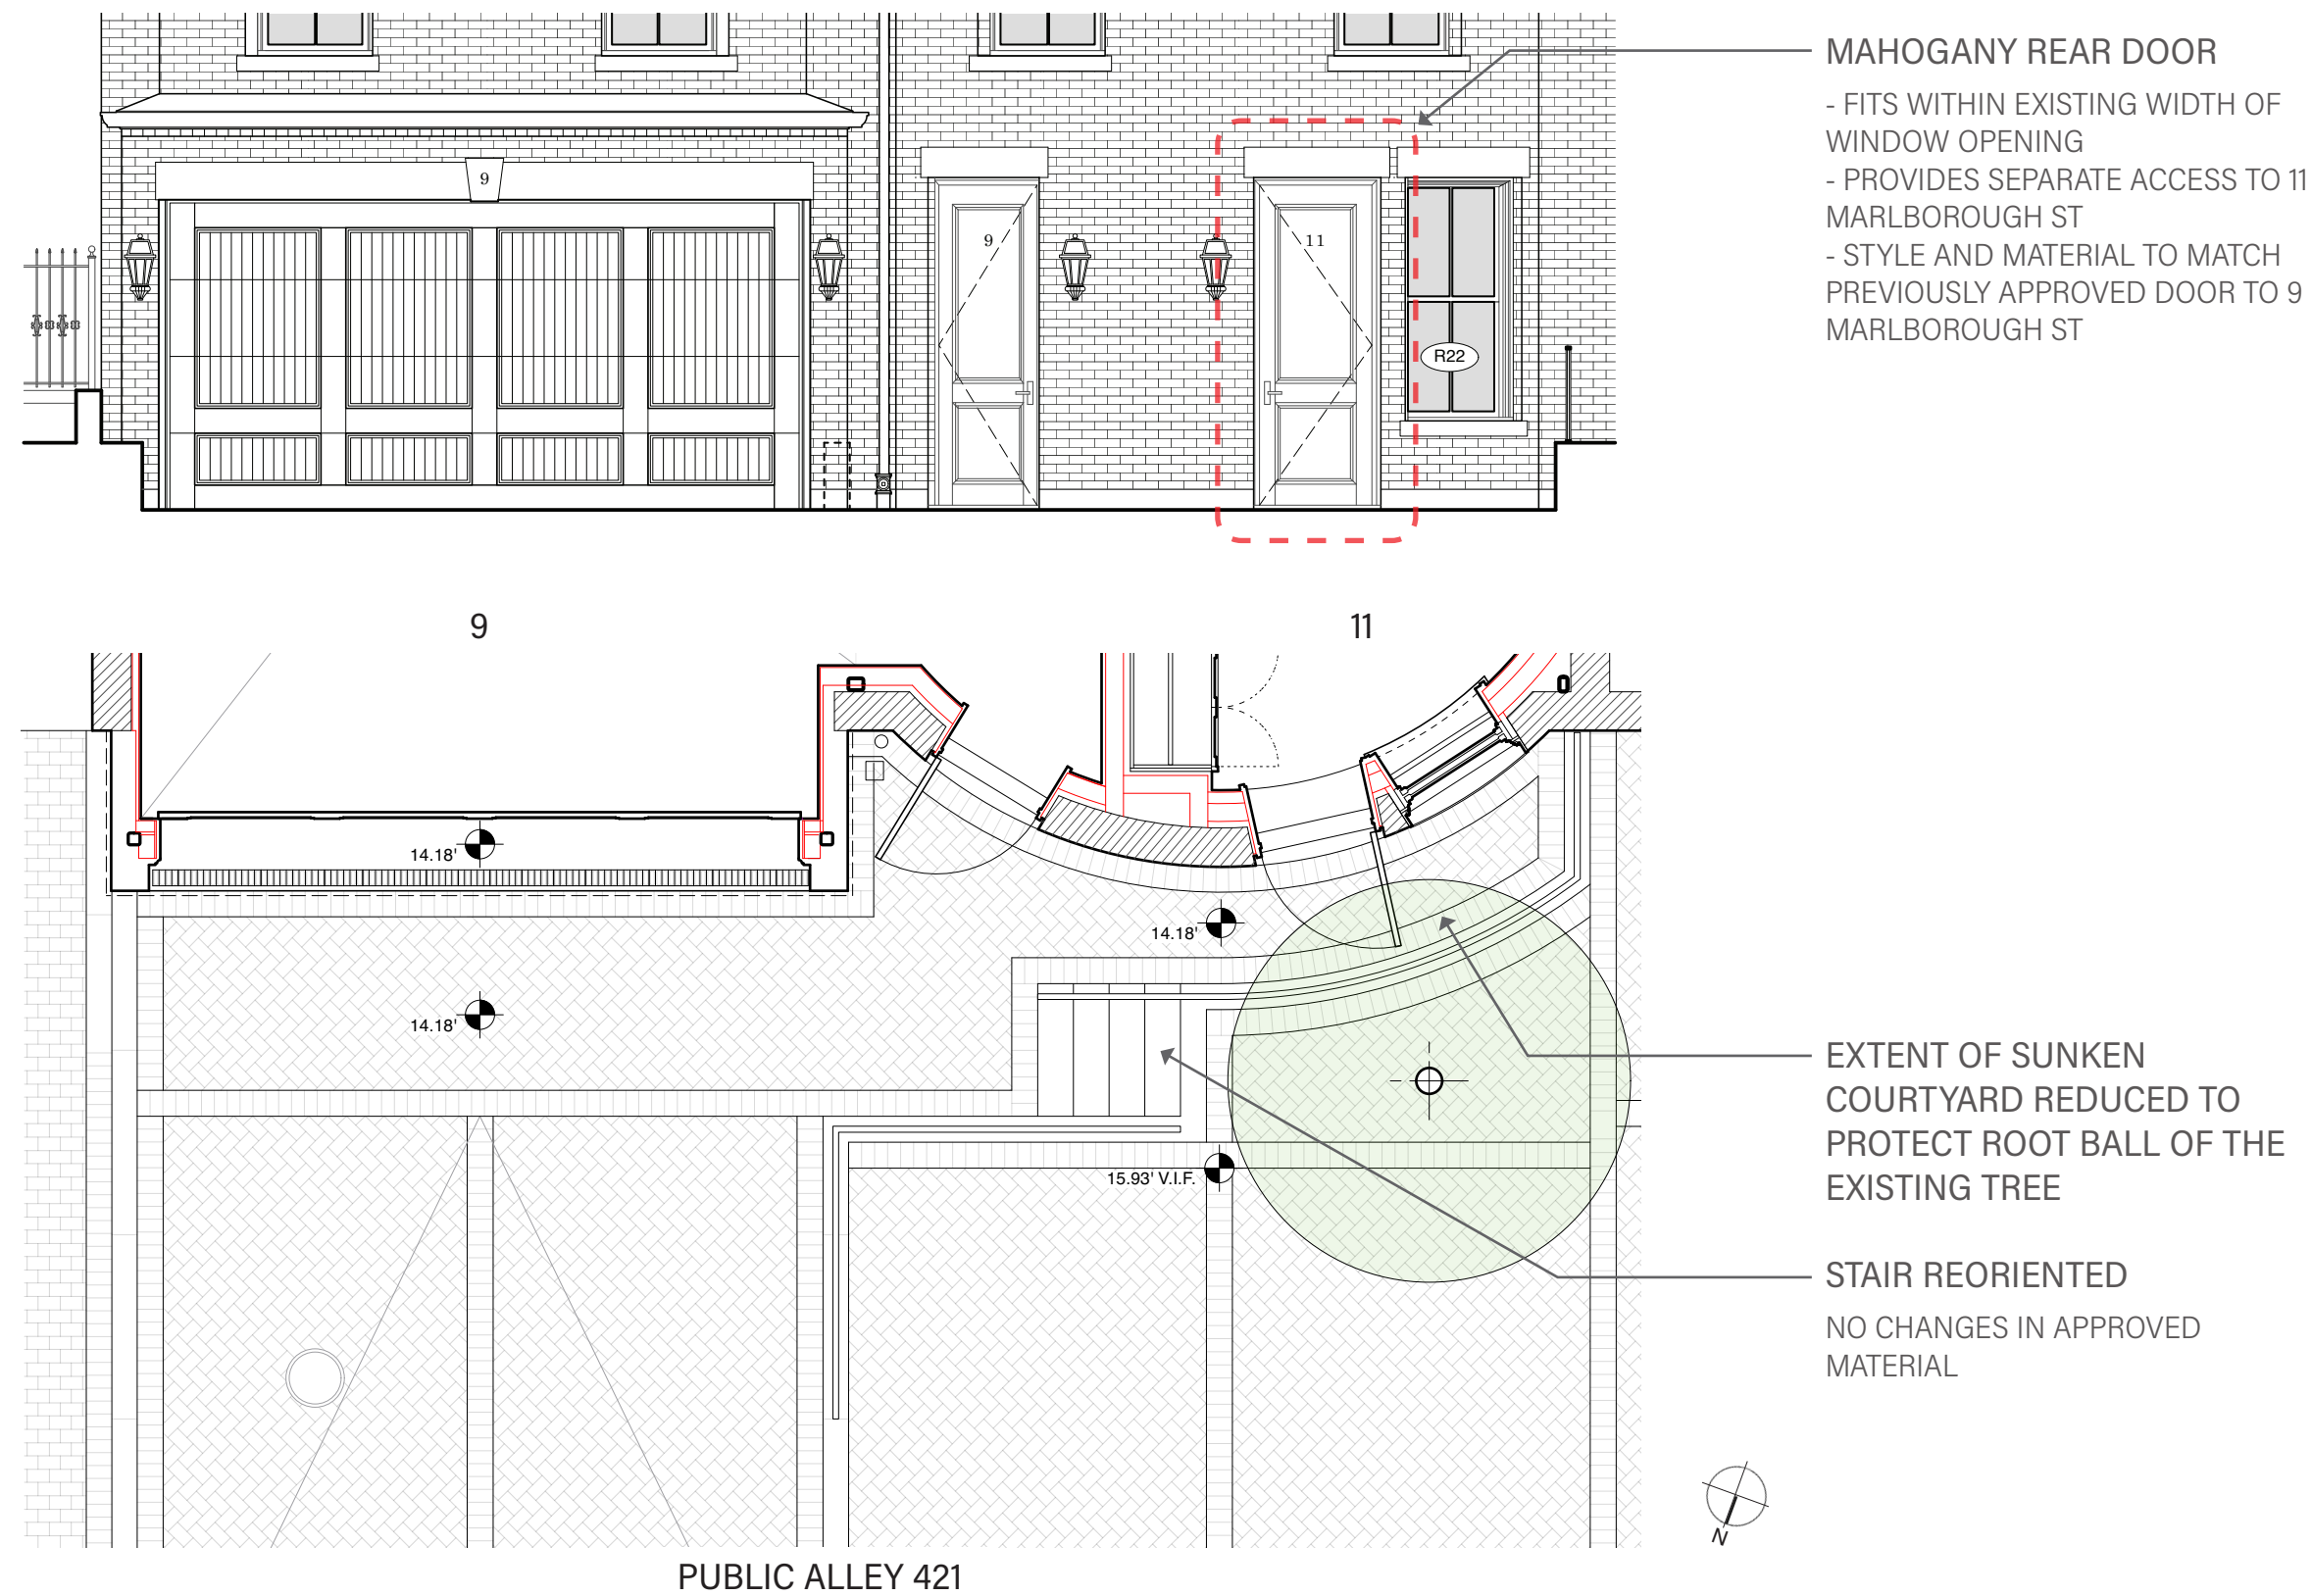 MAHOGANY REAR DOOR
- FITS WITHIN EXISTING WIDTH OF
WINDOW OPENING
- PROVIDES SEPARATE ACCESS TO 11
MARLBOROUGH ST
- STYLE AND MATERIAL TO MATCH
PREVIOUSLY APPROVED DOOR TO 9
MARLBOROUGH ST
9
9
11
R22
9
11
14.18'
14.18'
14.18'
15.93' V.I.F.
EXTENT OF SUNKEN
COURTYARD REDUCED TO
PROTECT ROOT BALL OF THE
EXISTING TREE
STAIR REORIENTED
NO CHANGES IN APPROVED
MATERIAL
N
PUBLIC ALLEY 421